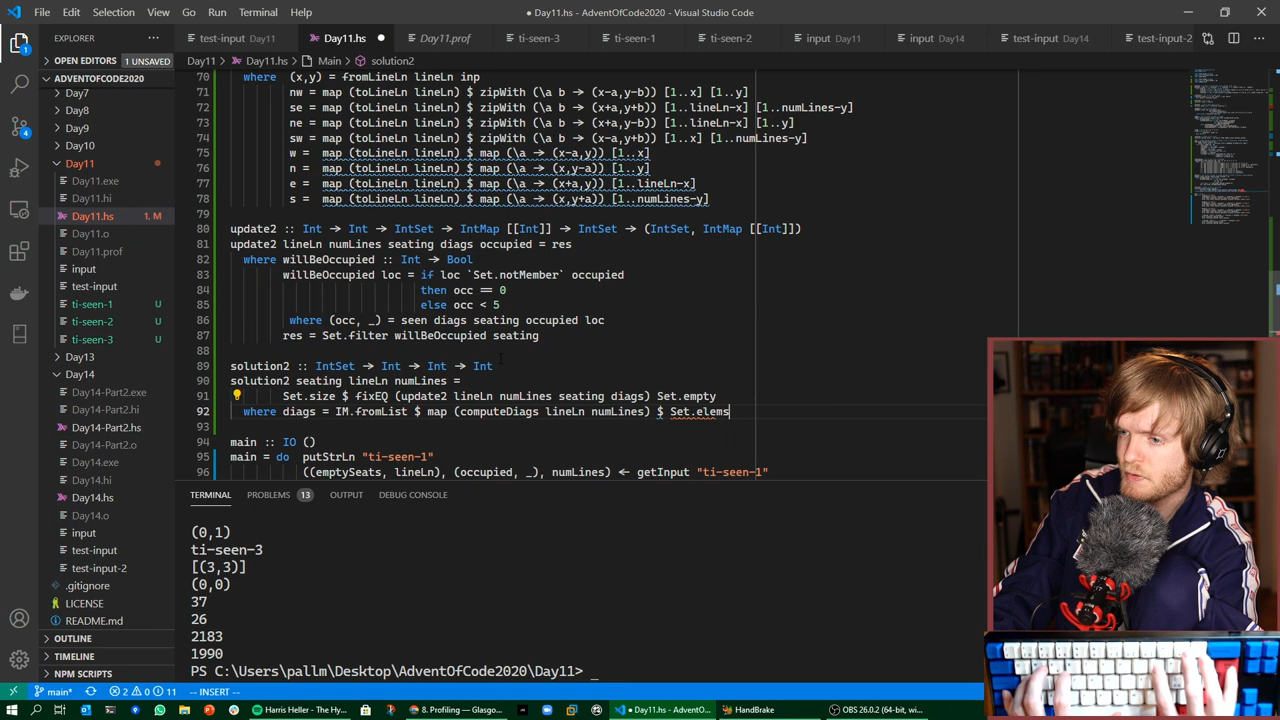 File Edit Selection View Go Run Terminal Help
● Day11.hs - AdventOfCode2020 - Visual Studio Code
EXPLORER ···
test-input Day11 Day11.hs ● Day11.prof ti-seen-3 ti-seen-1 ti-seen-2 input Day11 input Day14 test-input Day14 test-input-2
OPEN EDITORS 1 UNSAVED
Day11 > Day11.hs > Main > solution2
ADVENTOFCODE2020
Day7
Day8
Day9
Day10
Day11
Day11.exe
Day11.hi
Day11.hs 1, M
Day11.o
Day11.prof
input
test-input
ti-seen-1 U
ti-seen-2 U
ti-seen-3 U
Day13
Day14
Day14-Part2.exe
Day14-Part2.hi
Day14-Part2.hs
Day14-Part2.o
Day14.exe
Day14.hi
Day14.hs
Day14.o
input
test-input
test-input-2
.gitignore
LICENSE
README.md
OUTLINE
TIMELINE
NPM SCRIPTS
1
4
70 where (x,y) = fromLineLn lineLn inp
71 nw = map (toLineLn lineLn) $ zipWith (\a b -> (x-a,y-b)) [1..x] [1..y]
72 se = map (toLineLn lineLn) $ zipWith (\a b -> (x+a,y+b)) [1..lineLn-x] [1..numLines-y]
73 ne = map (toLineLn lineLn) $ zipWith (\a b -> (x+a,y-b)) [1..lineLn-x] [1..y]
74 sw = map (toLineLn lineLn) $ zipWith (\a b -> (x-a,y+b)) [1..x] [1..numLines-y]
75 w = map (toLineLn lineLn) $ map (\a -> (x-a,y)) [1..x]
76 n = map (toLineLn lineLn) $ map (\a -> (x,y-a)) [1..y]
77 e = map (toLineLn lineLn) $ map (\a -> (x+a,y)) [1..lineLn-x]
78 s = map (toLineLn lineLn) $ map (\a -> (x,y+a)) [1..numLines-y]
79
80 update2 :: Int -> Int -> IntSet -> IntMap [[Int]] -> IntSet -> (IntSet, IntMap [[Int]])
81 update2 lineLn numLines seating diags occupied = res
82 where willBeOccupied :: Int -> Bool
83 willBeOccupied loc = if loc `Set.notMember` occupied
84 then occ == 0
85 else occ < 5
86 where (occ, _) = seen diags seating occupied loc
87 res = Set.filter willBeOccupied seating
88
89 solution2 :: IntSet -> Int -> Int -> Int
90 solution2 seating lineLn numLines =
91 Set.size $ fixEQ (update2 lineLn numLines seating diags) Set.empty
92 where diags = IM.fromList $ map (computeDiags lineLn numLines) $ Set.elems
93
94 main :: IO ()
95 main = do putStrLn "ti-seen-1"
96 ((emptySeats, lineLn), (occupied, _), numLines) <- getInput "ti-seen-1"
TERMINAL PROBLEMS 13 OUTPUT DEBUG CONSOLE
(0,1)
ti-seen-3
[(3,3)]
(0,0)
37
26
2183
1990
PS C:\Users\pallm\Desktop\AdventOfCode2020\Day11> _
main* 2 0 11 -- INSERT --
Harris Heller - The Hy... 8. Profiling — Glasgo... Day11.hs - AdventO... HandBrake OBS 26.0.2 (64-bit, wi...